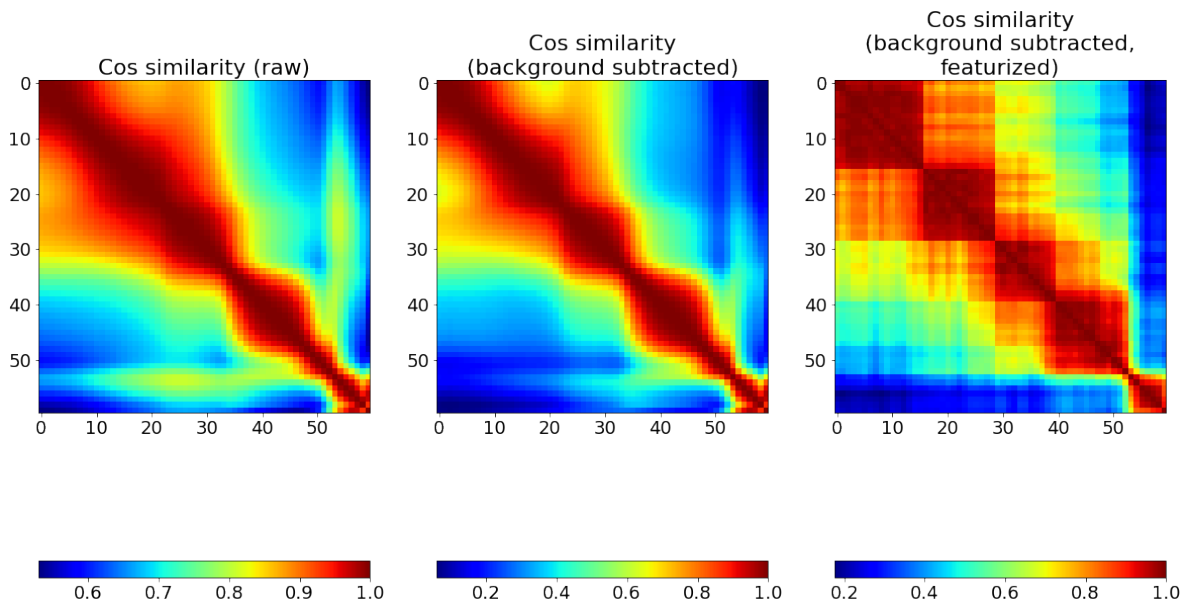 Cos similarity (raw)
0
10
20
30
40
50
0 10 20 30 40 50
0.6 0.7 0.8 0.9 1.0
Cos similarity
(background subtracted)
0
10
20
30
40
50
0 10 20 30 40 50
0.2 0.4 0.6 0.8 1.0
Cos similarity
(background subtracted,
featurized)
0
10
20
30
40
50
0 10 20 30 40 50
0.2 0.4 0.6 0.8 1.0